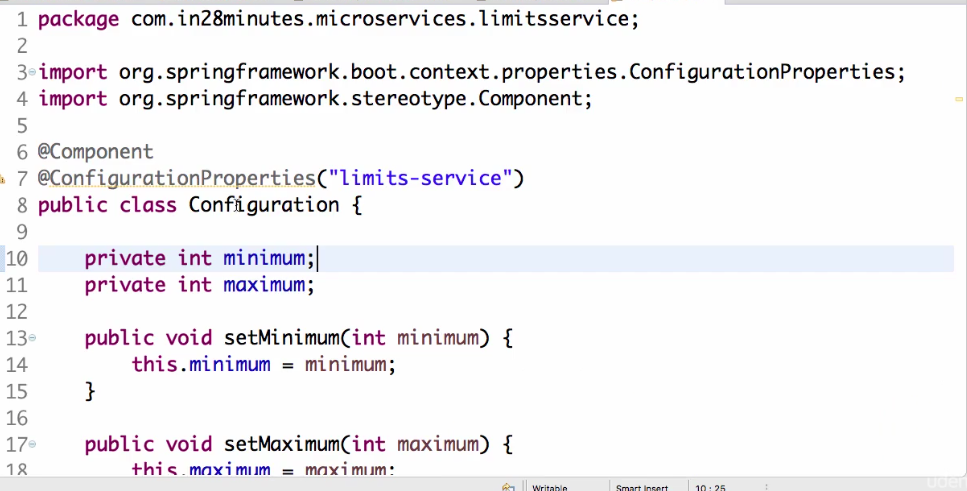 1 package com.in28minutes.microservices.limitsservice;
2
3 import org.springframework.boot.context.properties.ConfigurationProperties;
4 import org.springframework.stereotype.Component;
5
6 @Component
7 @ConfigurationProperties("limits-service")
8 public class Configuration {
9
10 private int minimum;
11 private int maximum;
12
13 public void setMinimum(int minimum) {
14 this.minimum = minimum;
15 }
16
17 public void setMaximum(int maximum) {
18 this.maximum = maximum;
Writable Smart Insert 10 : 25